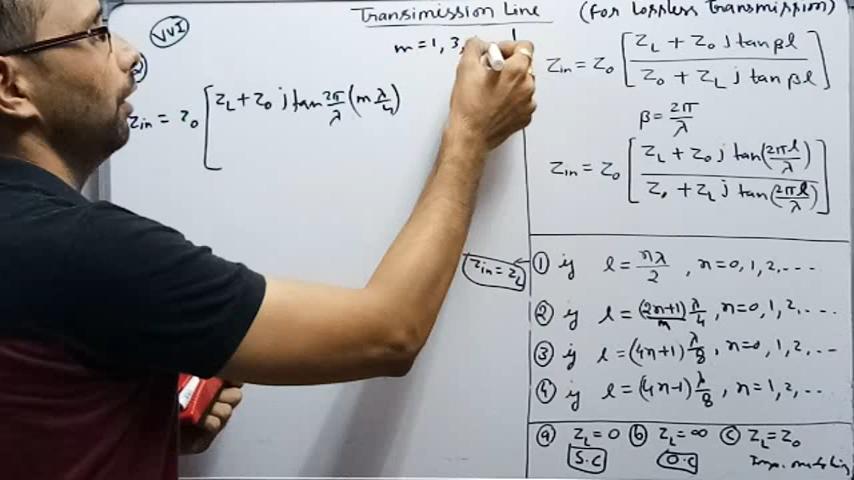 Transimission Line (for Lossless Transmission)
VVI
m = 1, 3,
Zin = Z0 [ ZL + Z0 j tan 2π/λ (m λ/4)
Zin = Z0 [ (ZL + Z0 j tan βl) / (Z0 + ZL j tan βl) ]
β = 2π/λ
Zin = Z0 [ (ZL + Z0 j tan(2πl/λ)) / (Z0 + ZL j tan(2πl/λ)) ]
Zin = ZL ← ① if l = nλ/2 , n = 0, 1, 2, ----
② if l = (2n+1) λ/4 , n = 0, 1, 2, ...
m
③ if l = (4n+1) λ/8 , n = 0, 1, 2, ...
④ if l = (4n-1) λ/8 , n = 1, 2, ...
ⓐ ZL = 0 ⓑ ZL = ∞ ⓒ ZL = Z0
S.C O.C Imp. matching